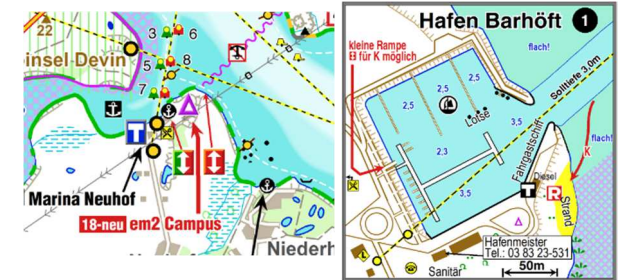 22
3
6
insel Devin
5
8
7
T
Marina Neuhof
18-neu em2 Campus
Niederh
Hafen Barhöft 1
kleine Rampe
für K möglich
flach!
Solltiefe 3.0m
2,5
2,5
2,5
2,5
Lotse
3,5
2,3
flach!
K
Fahrgastschiff
3,5
Diesel
T
R
Strand
Hafenmeister
Tel.: 03 83 23-531
Sanitär
50m